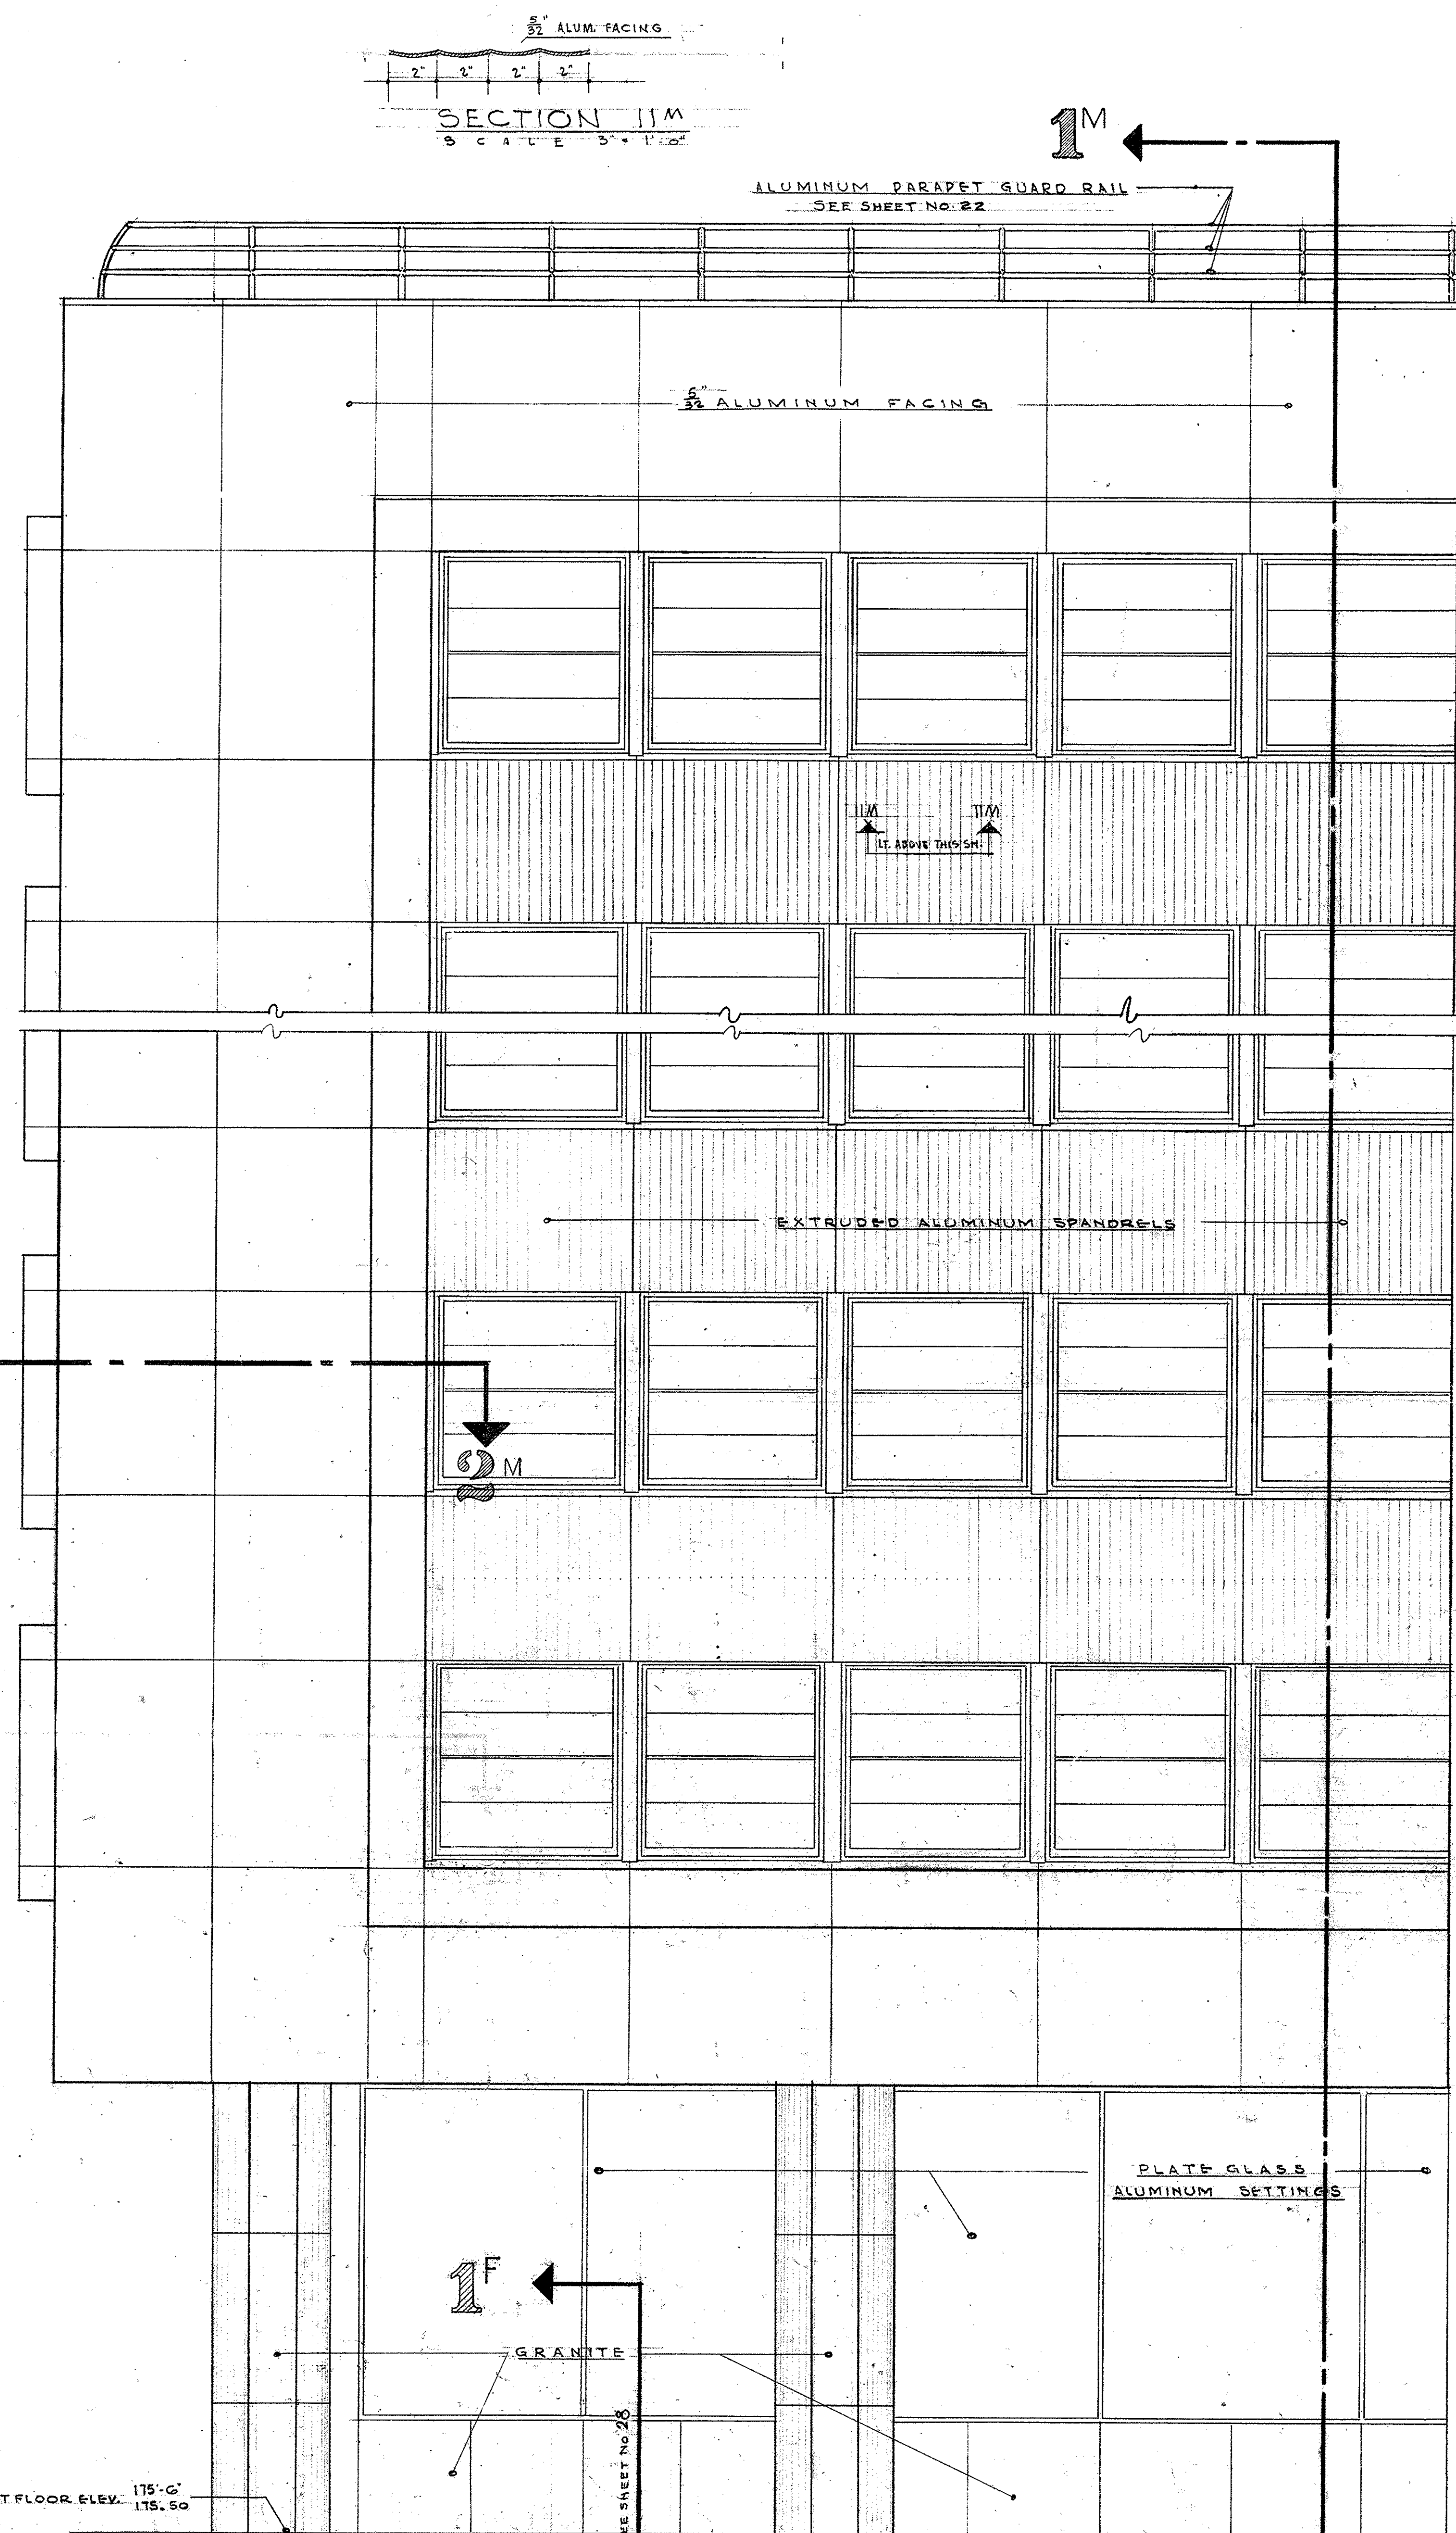 5/32" ALUM. FACING
2" 2" 2" 2"
SECTION 11M
SCALE 3" = 1'-0"
1M
ALUMINUM PARAPET GUARD RAIL
SEE SHEET NO. 22
5/32" ALUMINUM FACING
11M 11M
LT. ABOVE THIS SH.
EXTRUDED ALUMINUM SPANDRELS
2M
PLATE GLASS
ALUMINUM SETTINGS
1F
GRANITE
SHEET NO. 28
T FLOOR ELEV. 175'-6"
175.50